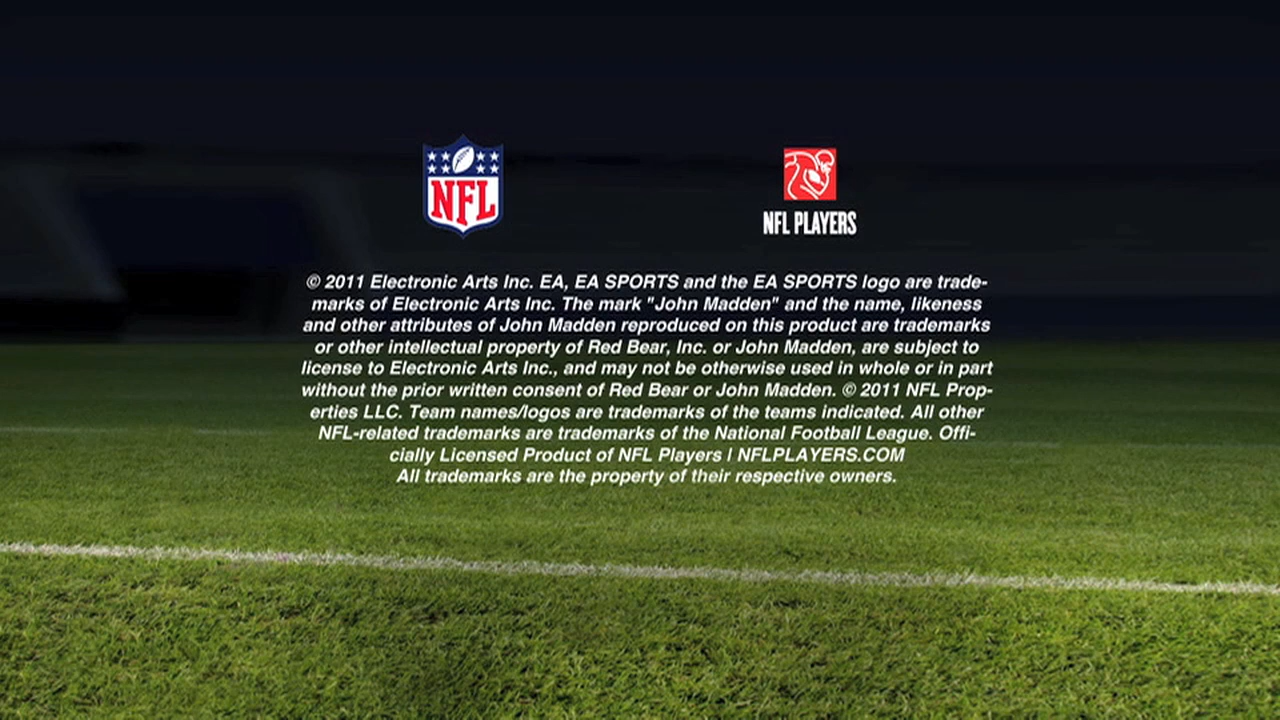 NFL
NFL PLAYERS
© 2011 Electronic Arts Inc. EA, EA SPORTS and the EA SPORTS logo are trade-
marks of Electronic Arts Inc. The mark "John Madden" and the name, likeness
and other attributes of John Madden reproduced on this product are trademarks
or other intellectual property of Red Bear, Inc. or John Madden, are subject to
license to Electronic Arts Inc., and may not be otherwise used in whole or in part
without the prior written consent of Red Bear or John Madden. © 2011 NFL Prop-
erties LLC. Team names/logos are trademarks of the teams indicated. All other
NFL-related trademarks are trademarks of the National Football League. Offi-
cially Licensed Product of NFL Players | NFLPLAYERS.COM
All trademarks are the property of their respective owners.